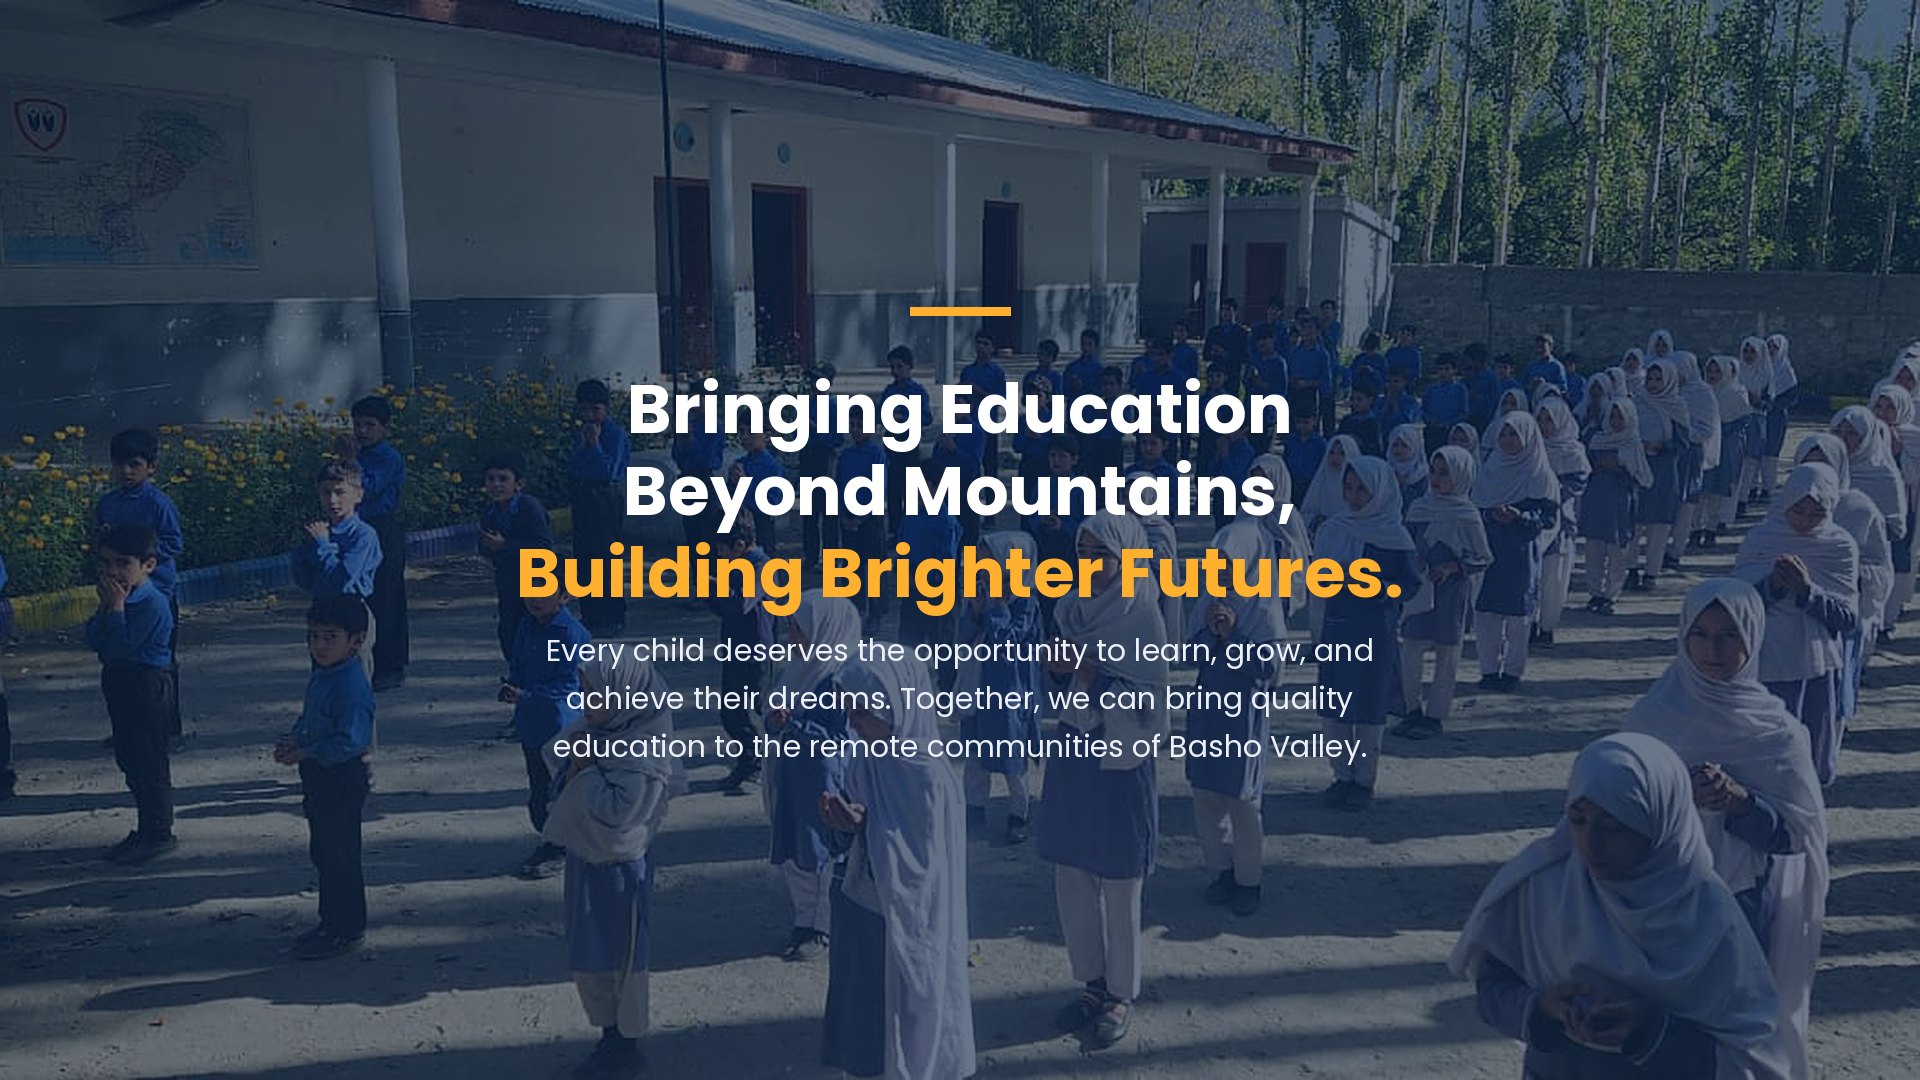 Bringing Education
Beyond Mountains,
Building Brighter Futures.
Every child deserves the opportunity to learn, grow, and
achieve their dreams. Together, we can bring quality
education to the remote communities of Basho Valley.